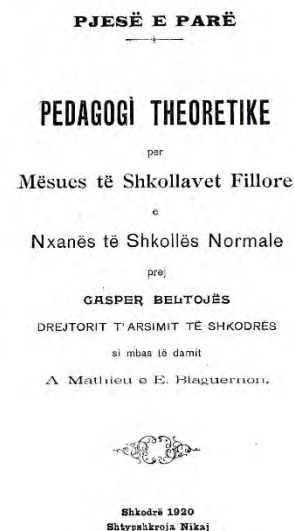 PJESË E PARË
PEDAGOGÌ THEORETIKE
per
Mësues të Shkollavet Fillore
e
Nxanës të Shkollës Normale
prej
GASPER BELTOJËS
DREJTORIT T'ARSIMIT TË SHKODRËS
si mbas të damit
A Mathieu e E. Blaguernon,
Shkodrë 1920
Shtypshkroja Nikaj